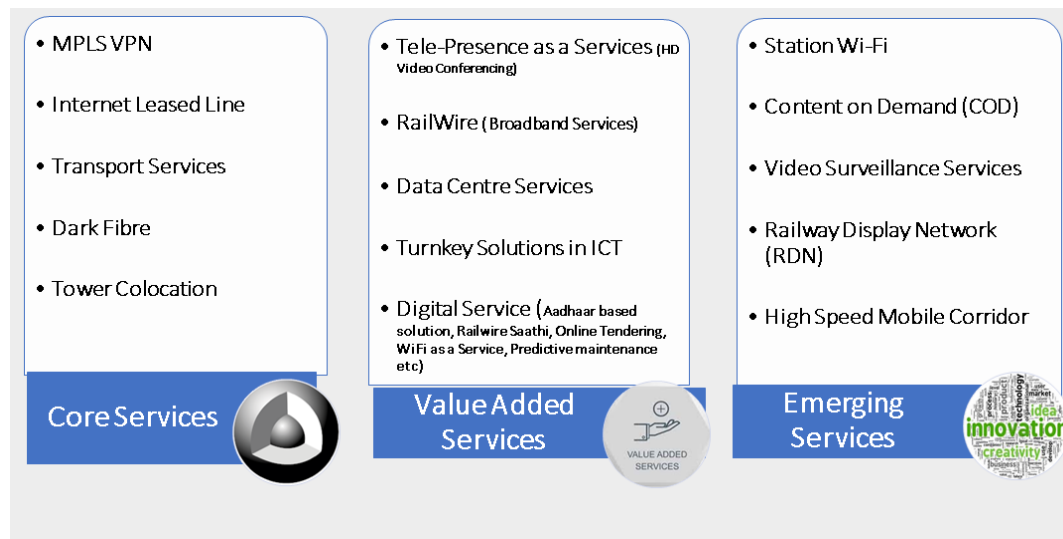 • MPLS VPN
• Internet Leased Line
• Transport Services
• Dark Fibre
• Tower Colocation
Core Services
• Tele-Presence as a Services (HD
Video Conferencing)
• RailWire (Broadband Services)
• Data Centre Services
• Turnkey Solutions in ICT
• Digital Service (Aadhaar based
solution, Railwire Saathi, Online Tendering,
WiFi as a Service, Predictive maintenance
etc)
Value Added
Services
VALUE ADDED
SERVICES
• Station Wi-Fi
• Content on Demand (COD)
• Video Surveillance Services
• Railway Display Network
(RDN)
• High Speed Mobile Corridor
Emerging
Services
technology
market
idea
innovation
creativity
business